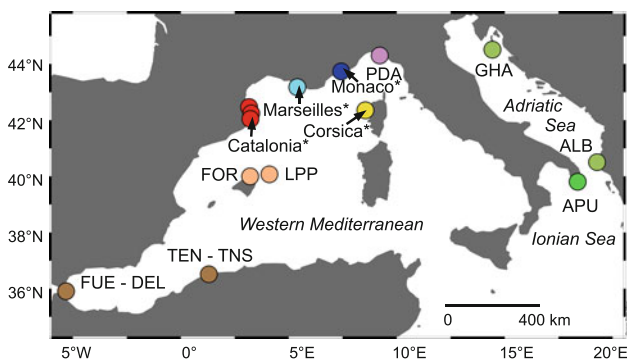 44°N
42°N
40°N
38°N
36°N
PDA
Monaco*
GHA
Marseilles*
Corsica*
Catalonia*
Adriatic
Sea
ALB
FOR
LPP
APU
Western Mediterranean
Ionian Sea
TEN - TNS
FUE - DEL
0 400 km
5°W
0°
5°E
10°E
15°E
20°E